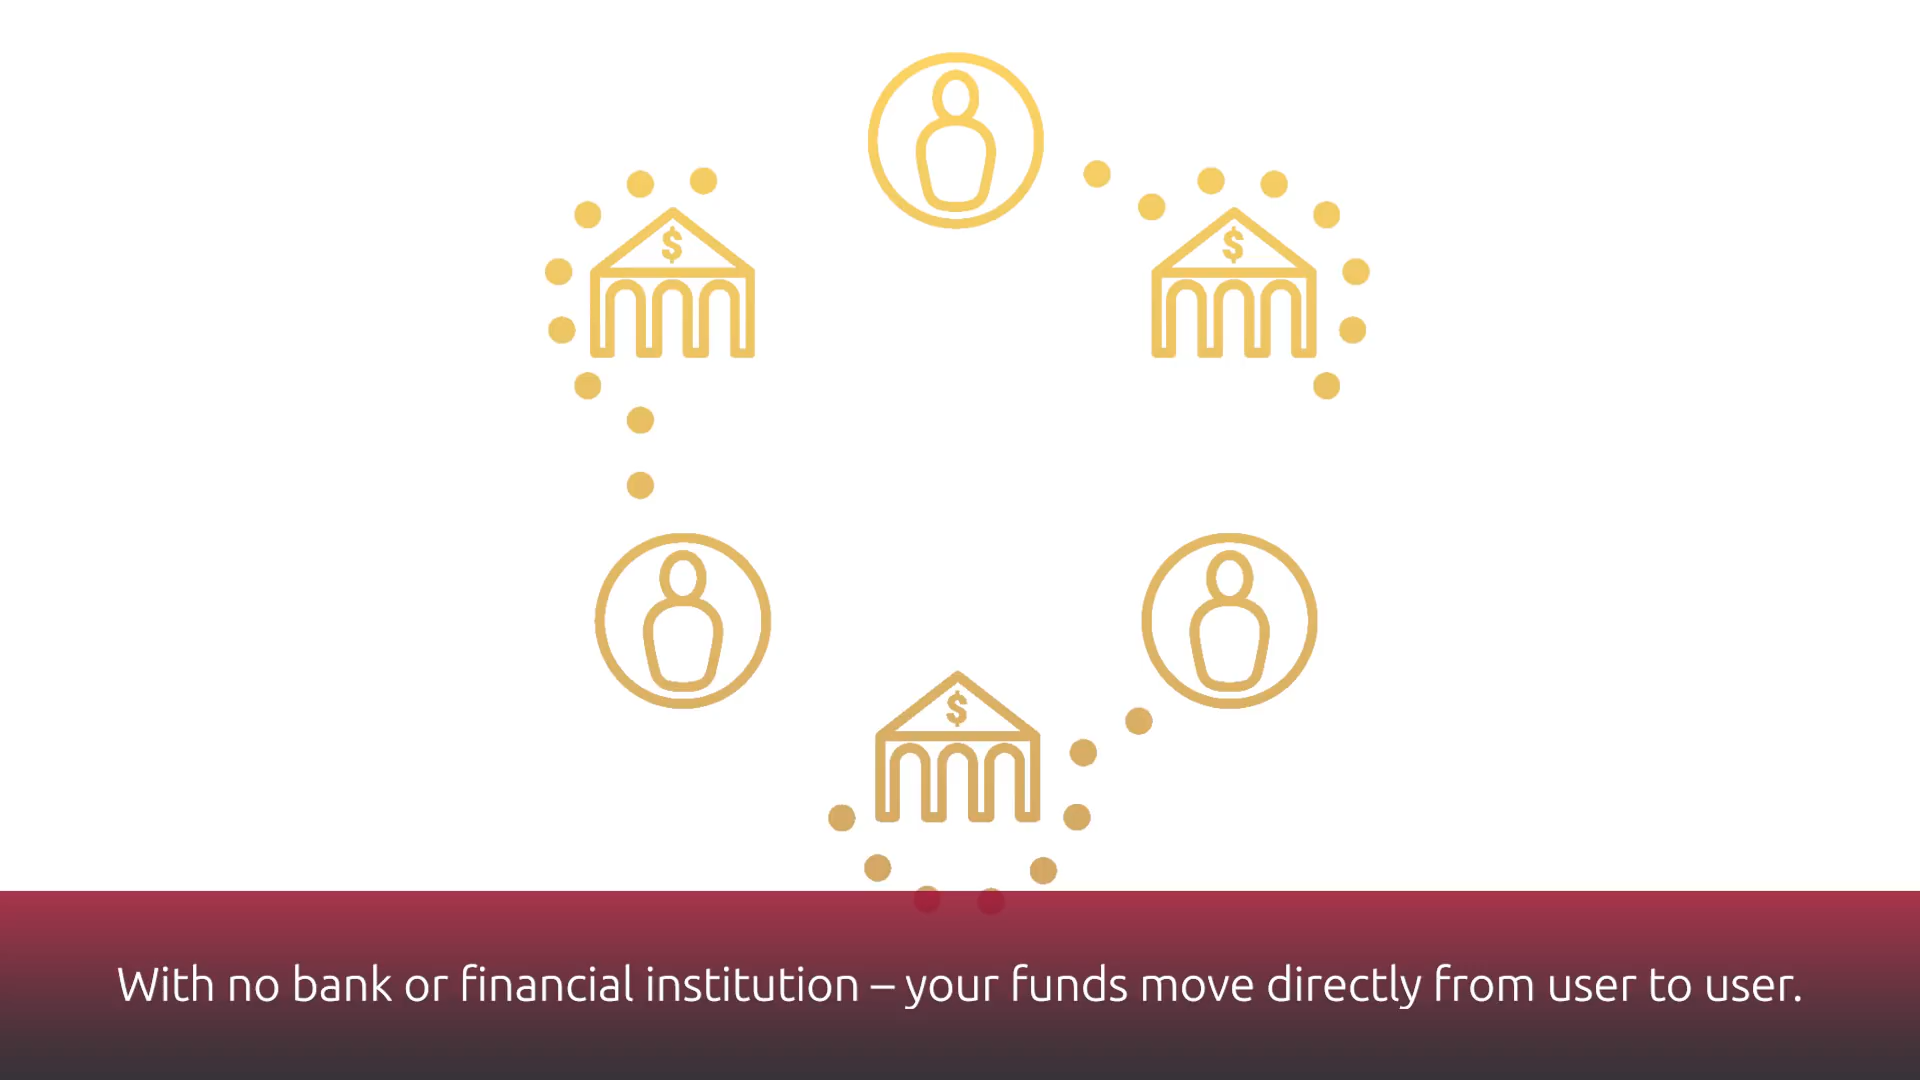 $
$
$
With no bank or financial institution – your funds move directly from user to user.